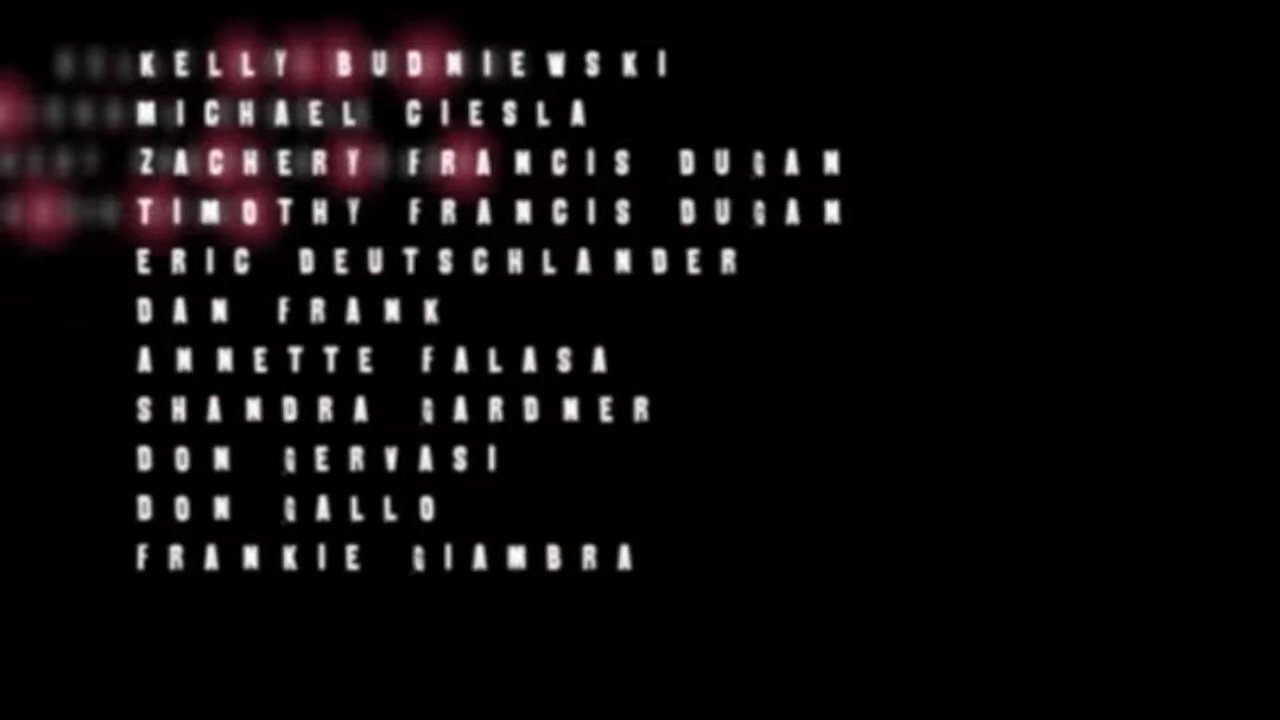 KELLY BUDNIEWSKI
MICHAEL CIESLA
ZACHERY FRANCIS DUGAN
TIMOTHY FRANCIS DUGAN
ERIC DEUTSCHLANDER
DAN FRANK
ANNETTE FALASA
SHANDRA GARDNER
DON GERVASI
DON GALLO
FRANKIE GIAMBRA